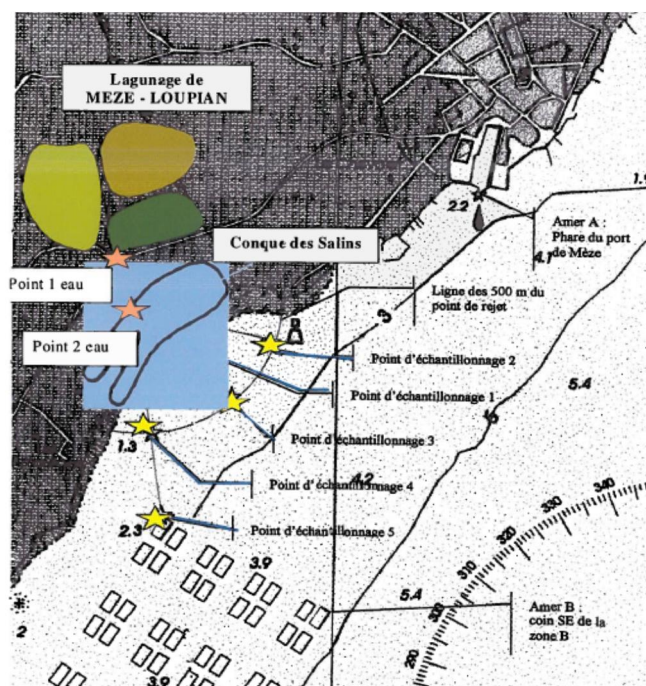 Lagunage de
MEZE - LOUPIAN
2.2
1.9
Amer A :
Phare du port
de Mèze
4.1
Conque des Salins
Point 1 eau
Ligne des 500 m du
point de rejet
3
Point 2 eau
B
Point d'échantillonnage 2
5.4
Point d'échantillonnage 1
5
Point d'échantillonnage 3
1.3
4.2
Point d'échantillonnage 4
340
330
2.3
Point d'échantillonnage 5
320
3.9
310
5.4
300
Amer B :
coin SE de la
zone B
2
290
3.9